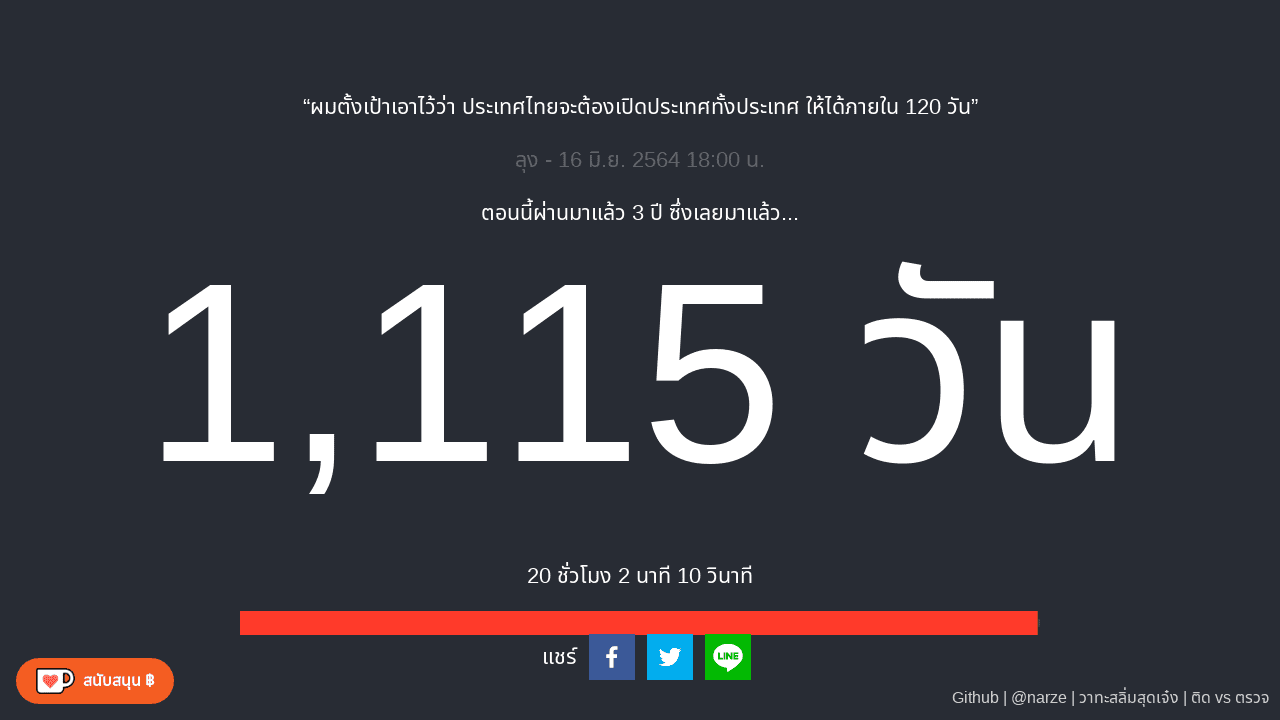 “ผมตั้งเป้าเอาไว้ว่า ประเทศไทยจะต้องเปิดประเทศทั้งประเทศ ให้ได้ภายใน 120 วัน”
ลุง - 16 มิ.ย. 2564 18:00 น.
ตอนนี้ผ่านมาแล้ว 3 ปี ซึ่งเลยมาแล้ว...
1,115 วัน
20 ชั่วโมง 2 นาที 10 วินาที
แชร์
LINE
สนับสนุน ฿
Github | @narze | วาทะสลิ่มสุดเจ๋ง | ติด vs ตรวจ